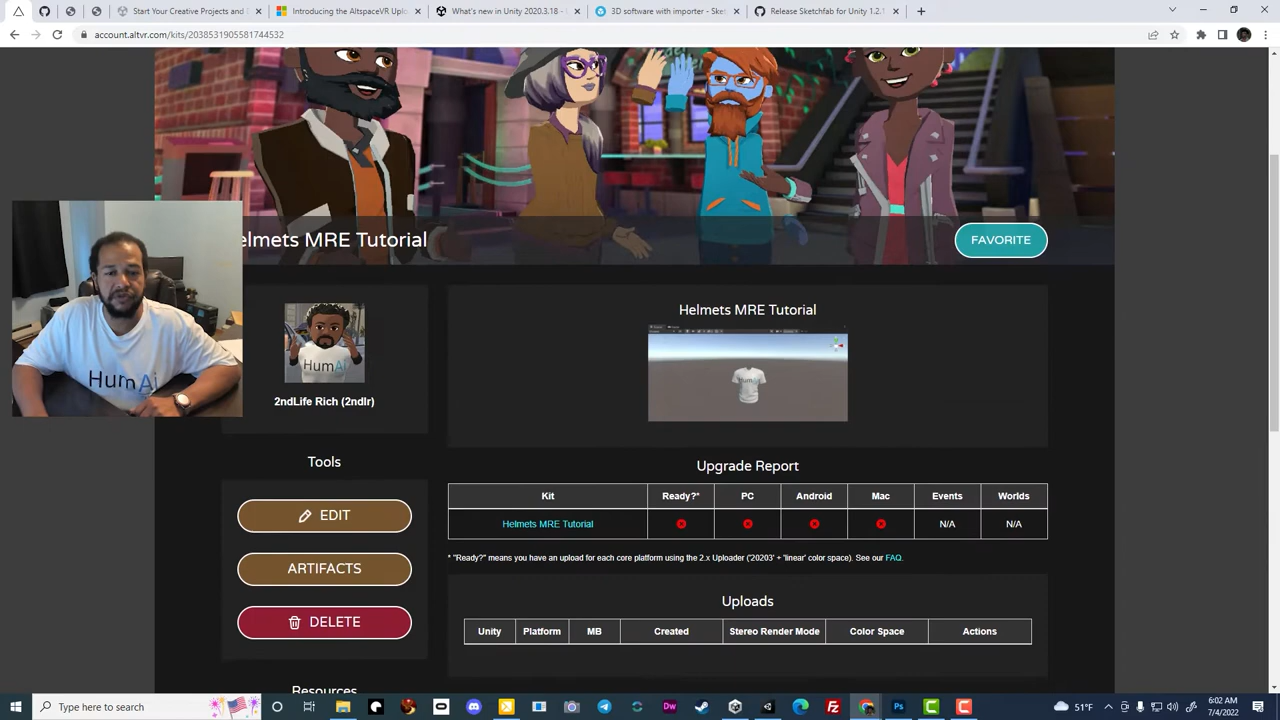 Start Your Creative Projects and
Introducing the AltspaceVR Uplo
What's new in Unity 2020.3.18 -
3D software with importer - Sket
Release Sketchfab for Unity 1.2.1
account.altvr.com/kits/2038531905581744532
elmets MRE Tutorial
FAVORITE
HumAi
HumAi
2ndLife Rich (2ndlr)
Tools
EDIT
ARTIFACTS
DELETE
Resources
Helmets MRE Tutorial
Upgrade Report
Kit Ready?* PC Android Mac Events Worlds
Helmets MRE Tutorial N/A N/A
* "Ready?" means you have an upload for each core platform using the 2.x Uploader ('20203' + 'linear' color space). See our FAQ.
Uploads
Unity Platform MB Created Stereo Render Mode Color Space Actions
Type here to search
51°F
6:02 AM
7/4/2022